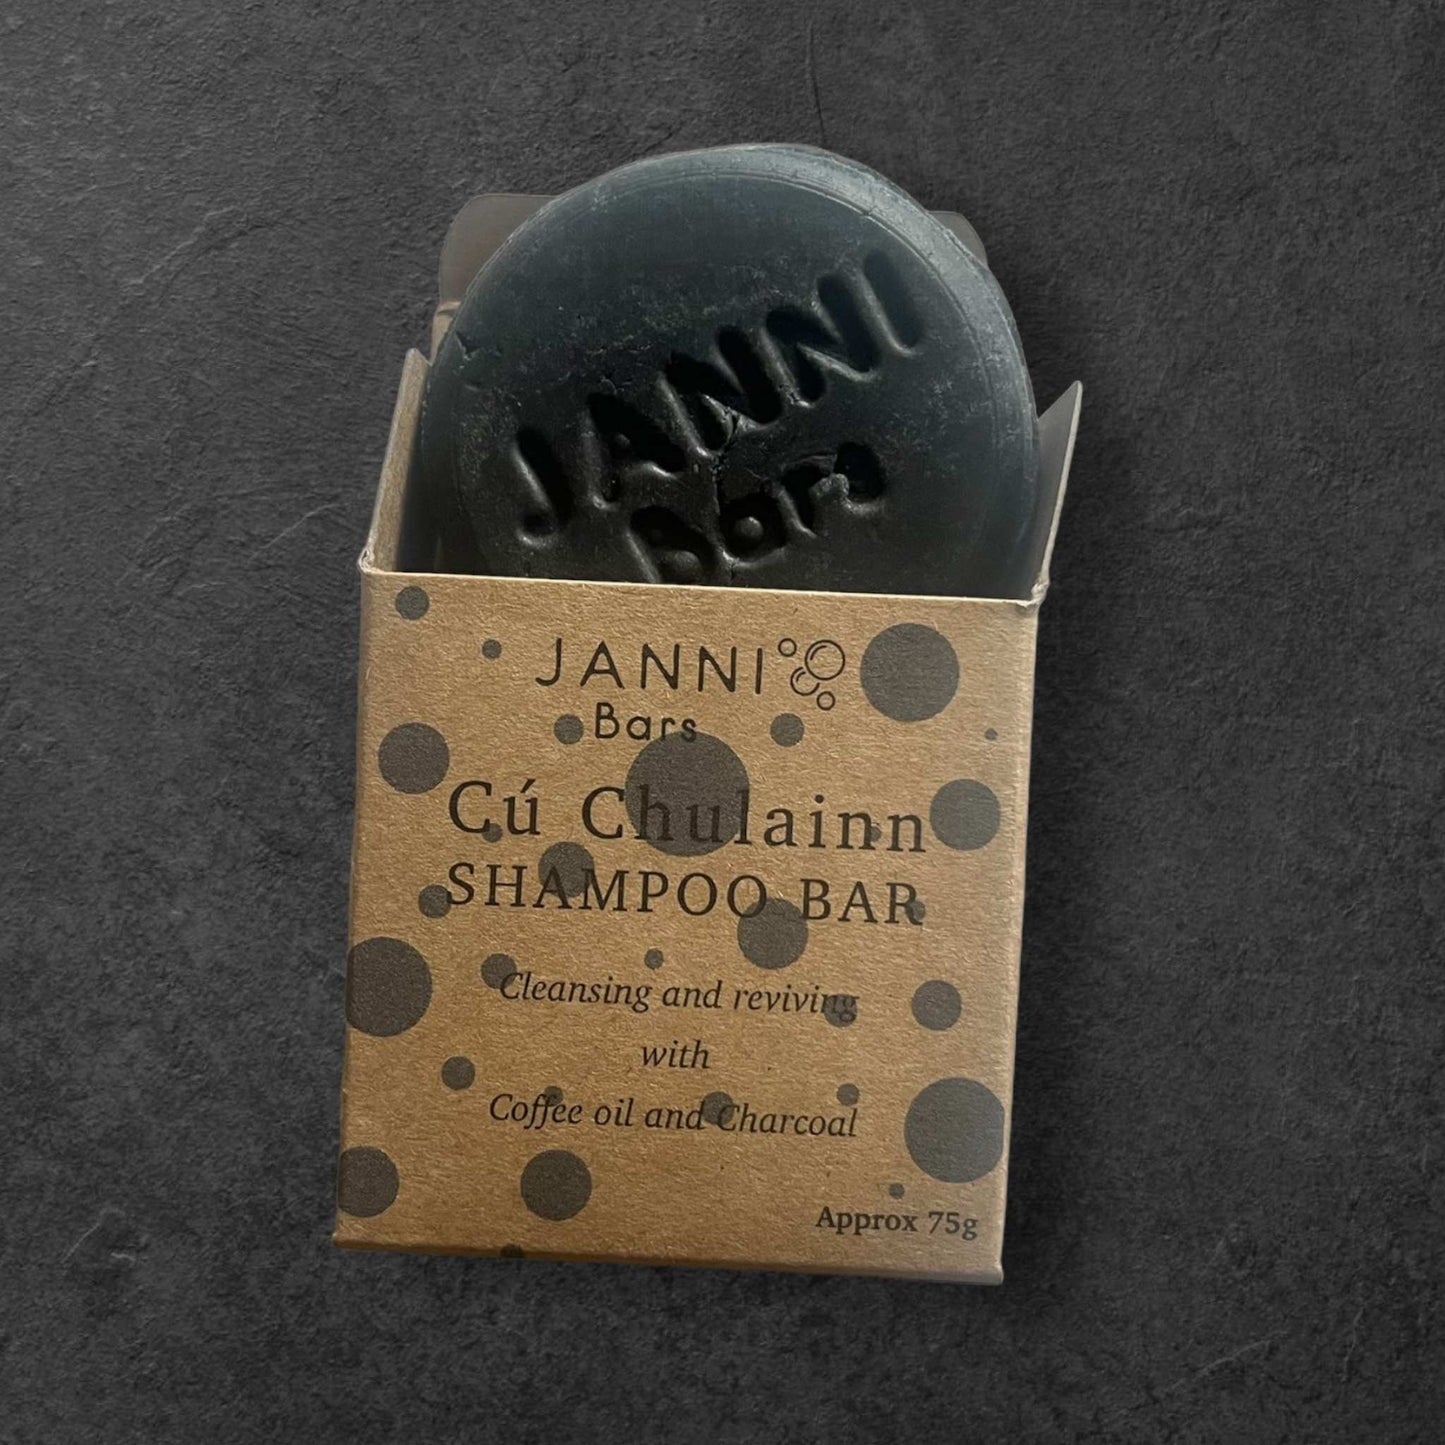 JANNI
Bars
JANNI
Bars
Cú Chulainn
SHAMPOO BAR
Cleansing and reviving
with
Coffee oil and Charcoal
Approx 75g